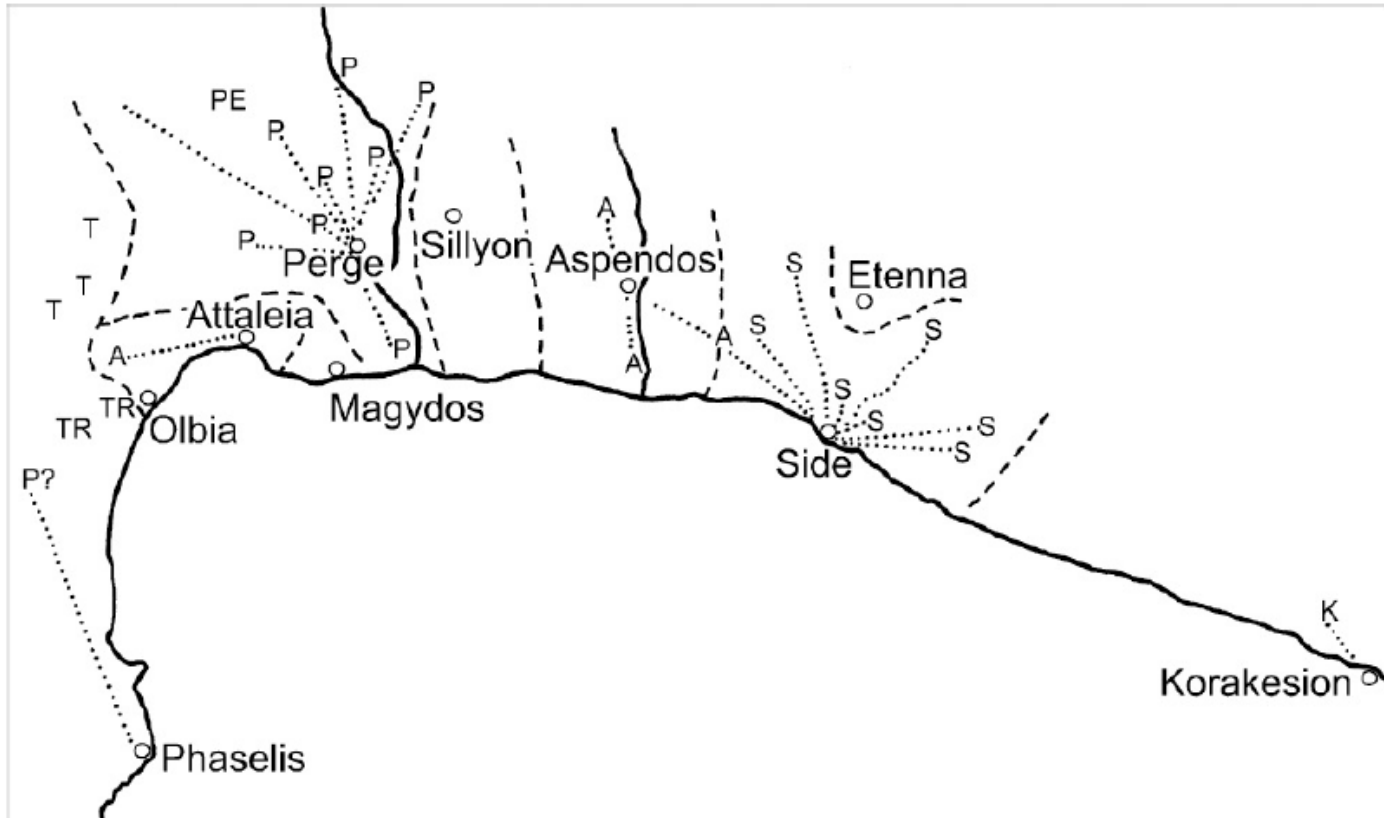 P
PE
P
P
P
P
T
P
Sillyon
A
P
Perge
Aspendos
S
Etenna
T
T
Attaleia
S
S
A
P
A
A
TR
Olbia
Magydos
S
S
S
TR
Side
S
P?
K
Korakesion
Phaselis